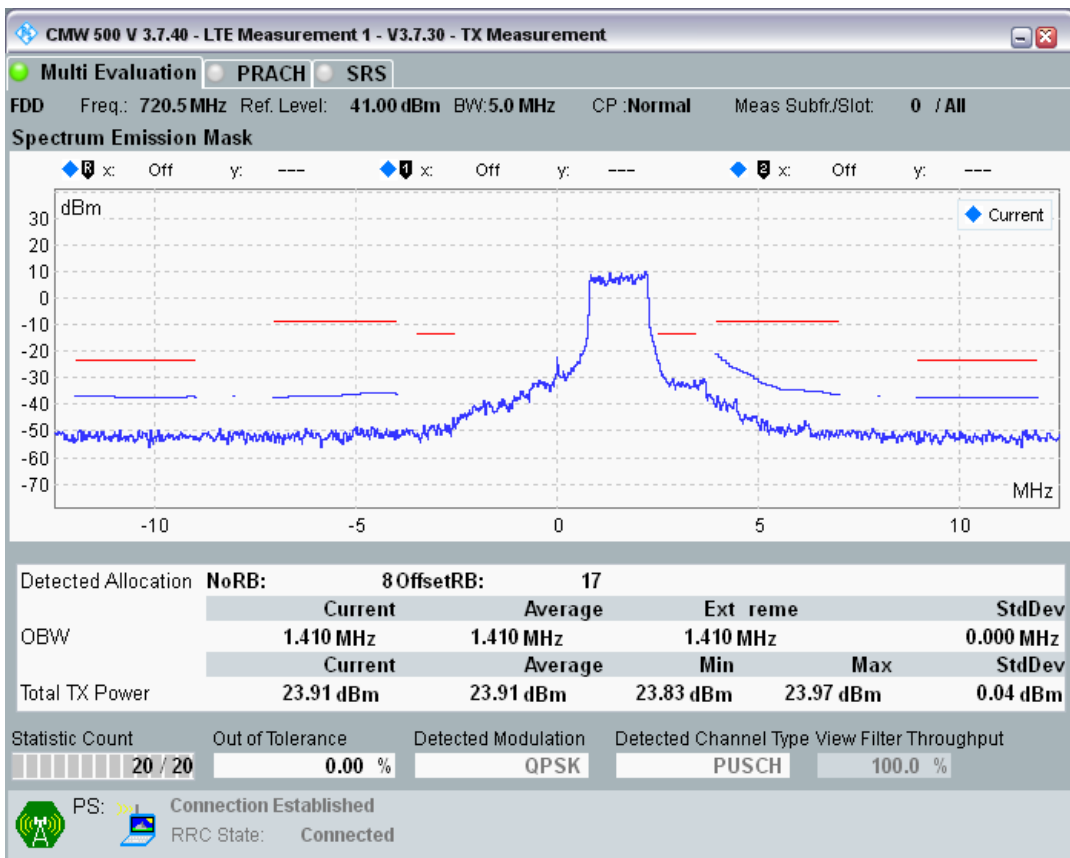 CMW 500 V 3.7.40 - LTE Measurement 1 - V3.7.30 - TX Measurement
Multi Evaluation PRACH SRS
FDD Freq.: 720.5 MHz Ref. Level: 41.00 dBm BW: 5.0 MHz CP : Normal Meas Subfr./Slot: 0 / All
Spectrum Emission Mask
R x: Off y: --- 1 x: Off y: --- 2 x: Off y: ---
dBm
Current
30
20
10
0
-10
-20
-30
-40
-50
-60
-70
MHz
-10 -5 0 5 10
Detected Allocation NoRB: 8 OffsetRB: 17
Current Average Ext reme StdDev
OBW 1.410 MHz 1.410 MHz 1.410 MHz 0.000 MHz
Current Average Min Max StdDev
Total TX Power 23.91 dBm 23.91 dBm 23.83 dBm 23.97 dBm 0.04 dBm
Statistic Count Out of Tolerance Detected Modulation Detected Channel Type View Filter Throughput
20 / 20 0.00 % QPSK PUSCH 100.0 %
PS: Connection Established
RRC State: Connected